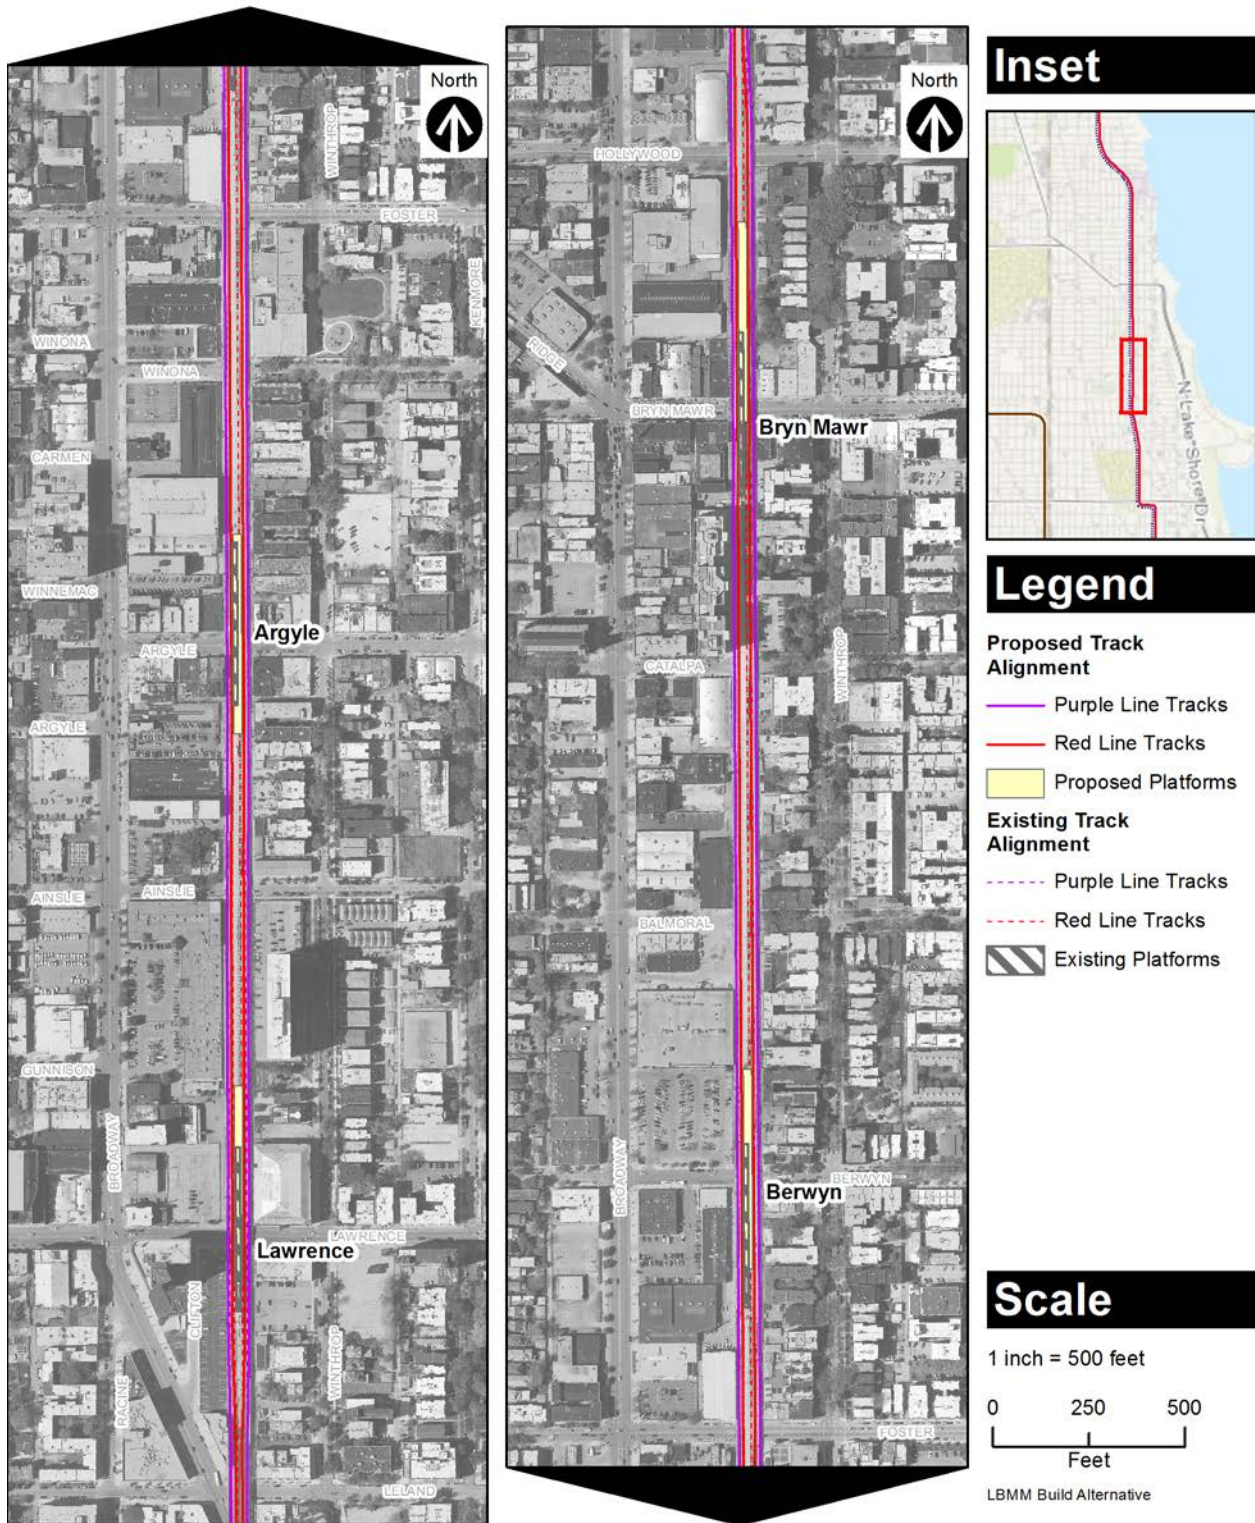 North
WINTHROP
FOSTER
KENMORE
WINONA
WINONA
CARMEN
WINNEMAC
Argyle
ARGYLE
ARGYLE
AINSLIE
AINSLIE
GUNNISON
BROADWAY
LAWRENCE
Lawrence
CLIFTON
RACINE
WINTHROP
LELAND
North
HOLLYWOOD
RIDGE
BRYN MAWR
Bryn Mawr
CATALPA
WINTHROP
BALMORAL
BROADWAY
BERWYN
Berwyn
FOSTER
Inset
N Lake Shore Dr
Legend
Proposed Track
Alignment
Purple Line Tracks
Red Line Tracks
Proposed Platforms
Existing Track
Alignment
Purple Line Tracks
Red Line Tracks
Existing Platforms
Scale
1 inch = 500 feet
0 250 500
Feet
LBMM Build Alternative